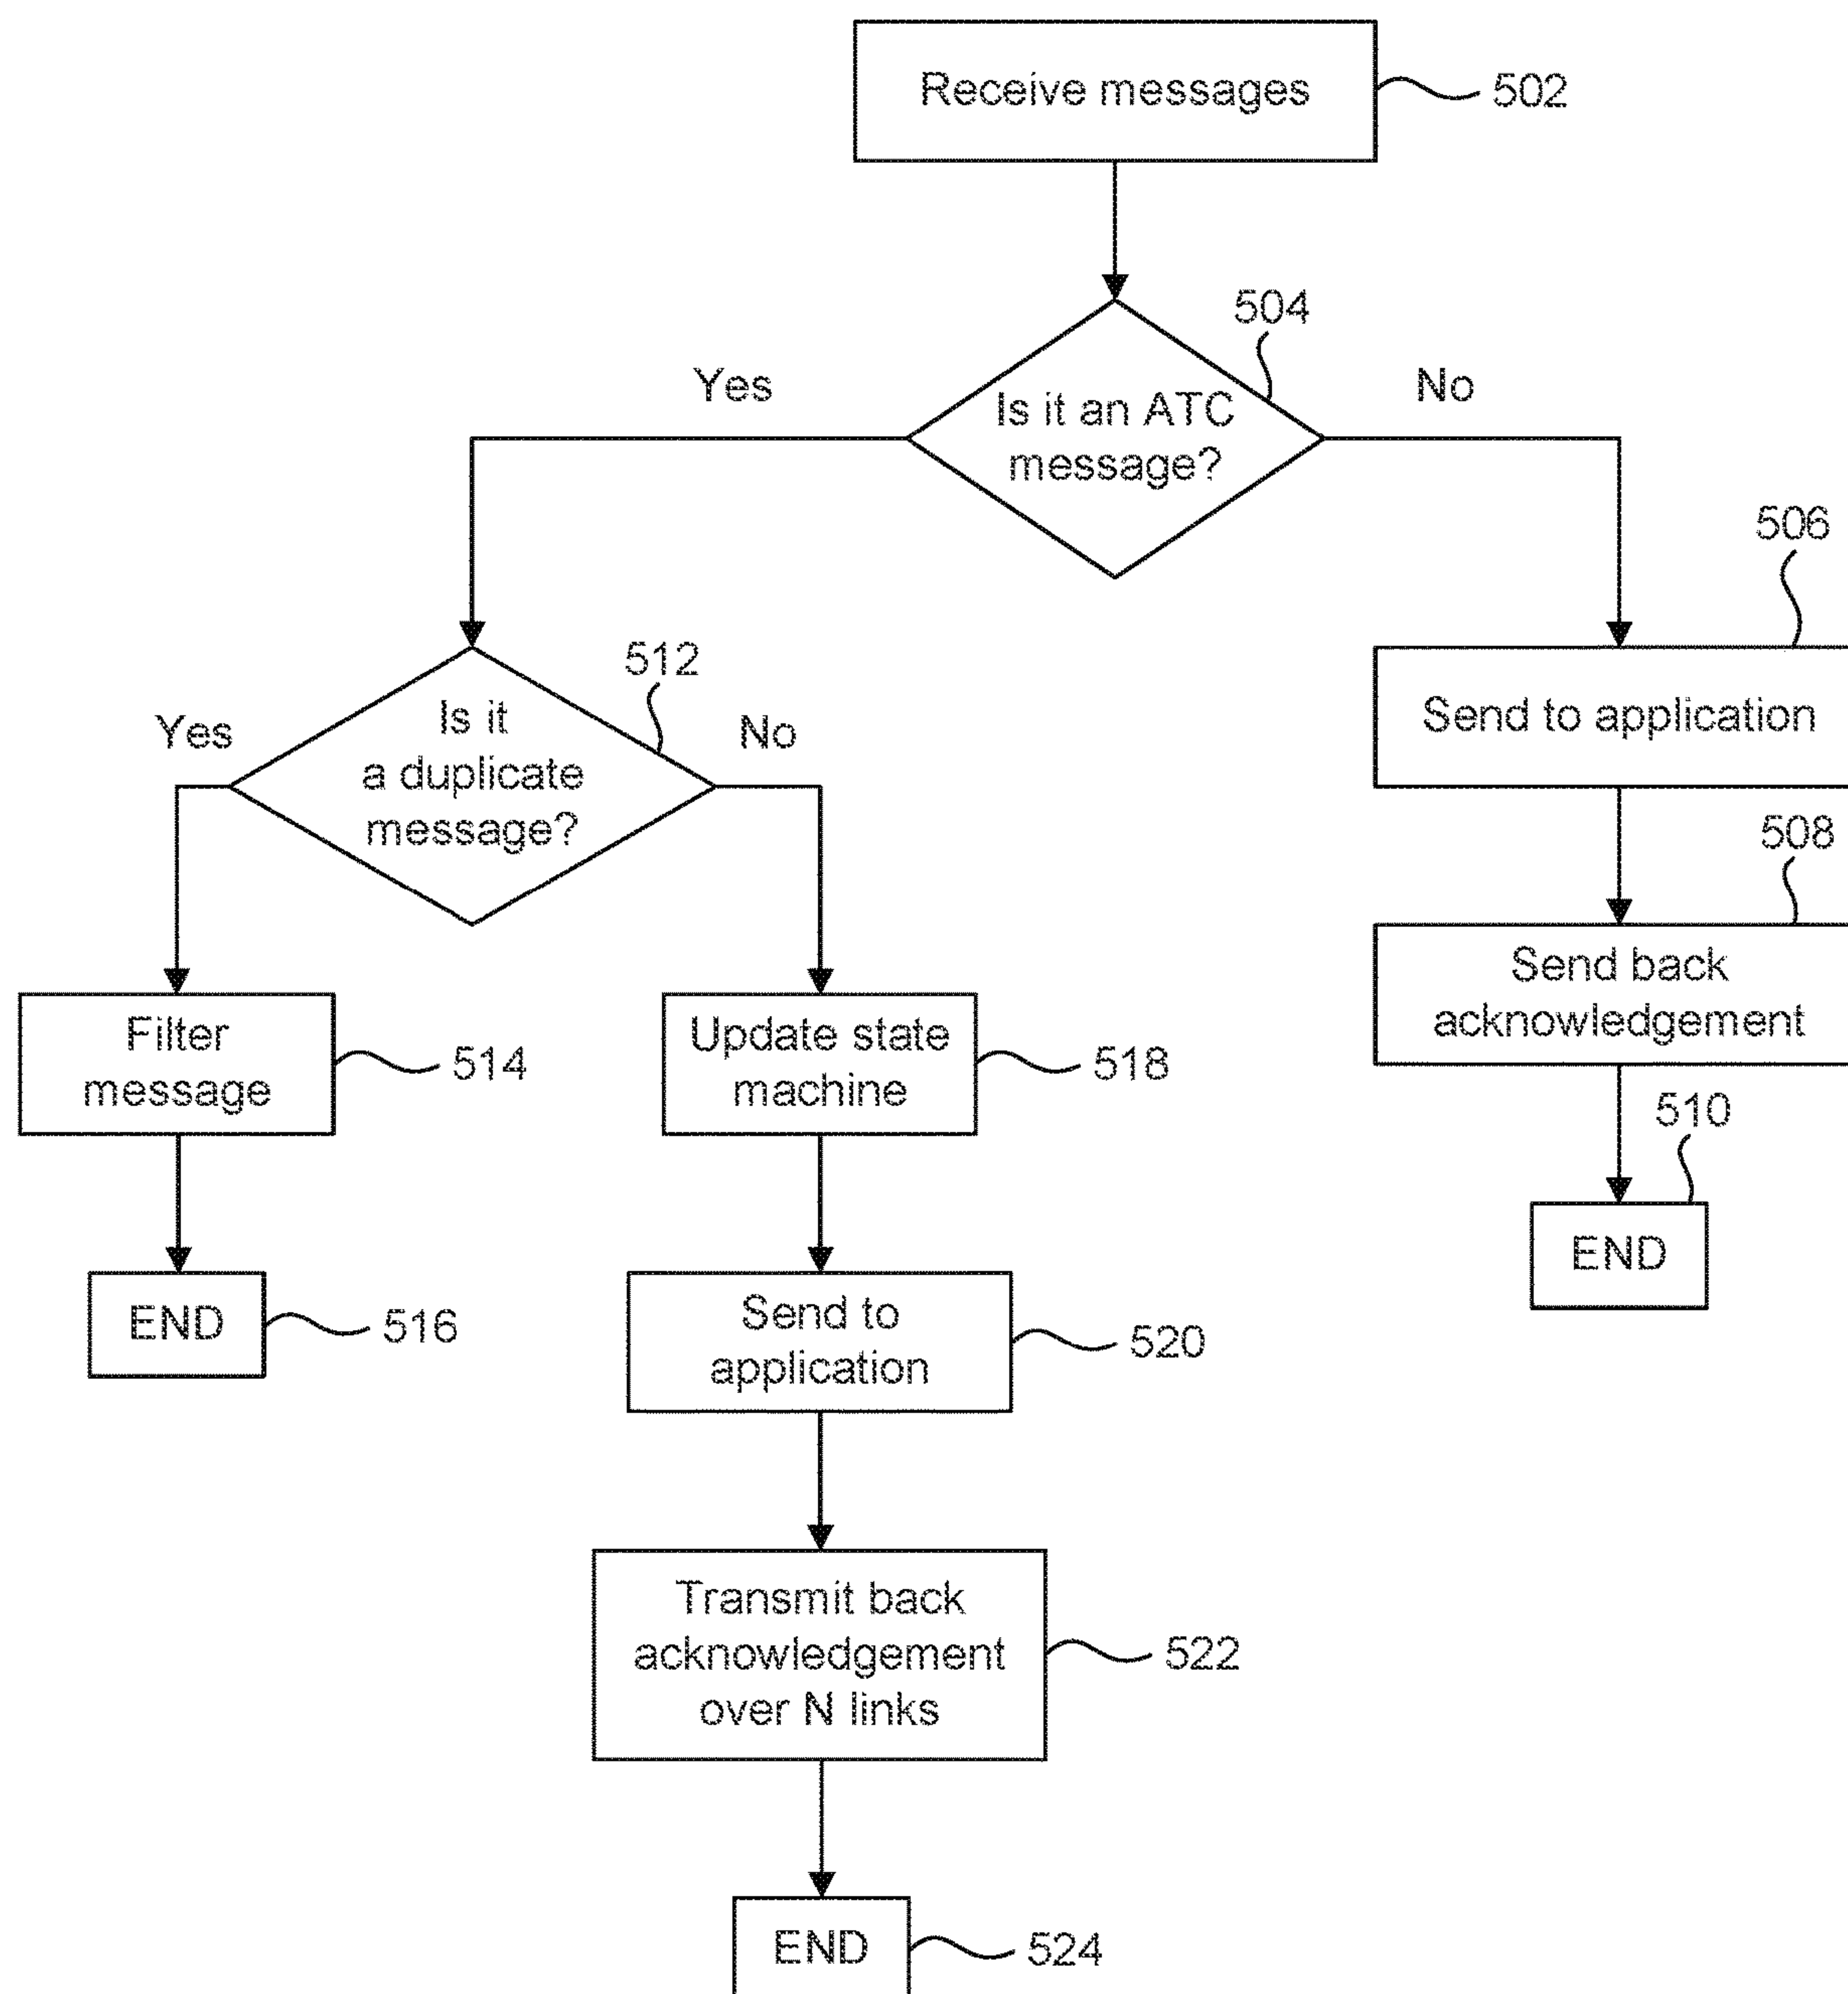 Receive messages
502
504
Yes
No
Is it an ATC
message?
506
Send to application
512
Yes
No
Is it
a duplicate
message?
508
Send back
acknowledgement
Filter
message
514
Update state
machine
518
510
END
END
516
Send to
application
520
Transmit back
acknowledgement
over N links
522
END
524